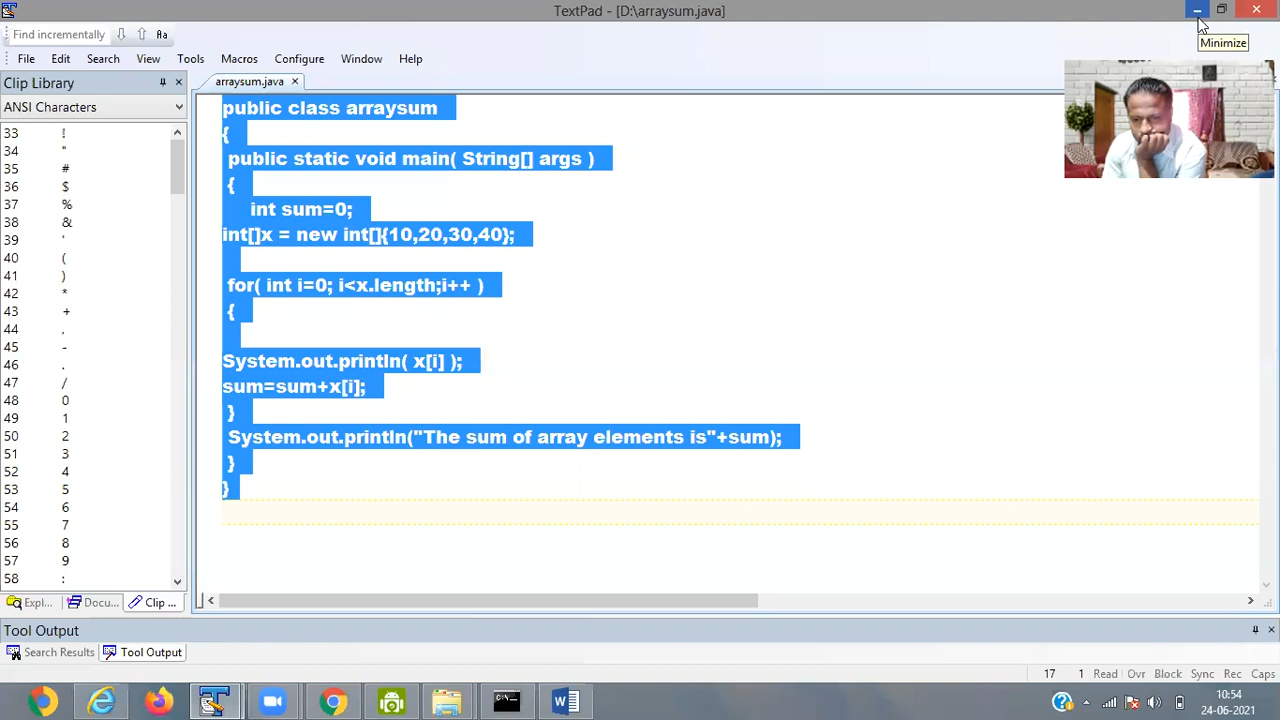 TextPad - [D:\arraysum.java]
Find incrementally
Aa
Minimize
File Edit Search View Tools Macros Configure Window Help
Clip Library
arraysum.java
ANSI Characters
33 !
34 "
35 #
36 $
37 %
38 &
39 '
40 (
41 )
42 *
43 +
44 ,
45 -
46 .
47 /
48 0
49 1
50 2
51 3
52 4
53 5
54 6
55 7
56 8
57 9
58 :
public class arraysum
{
public static void main( String[] args )
{
int sum=0;
int[]x = new int[]{10,20,30,40};
for( int i=0; i<x.length;i++ )
{
System.out.println( x[i] );
sum=sum+x[i];
}
System.out.println("The sum of array elements is"+sum);
}
}
Expl... Docu... Clip ...
Tool Output
Search Results Tool Output
17 1 Read Ovr Block Sync Rec Caps
10:54
24-06-2021